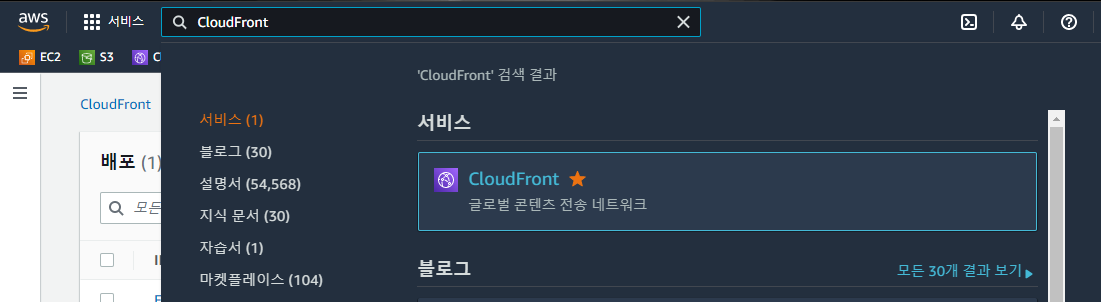 aws 서비스 CloudFront
EC2 S3
'CloudFront' 검색 결과
CloudFront
서비스 (1)
서비스
배포 (1)
블로그 (30)
CloudFront
설명서 (54,568)
글로벌 콘텐츠 전송 네트워크
지식 문서 (30)
자습서 (1)
블로그
모든 30개 결과 보기
마켓플레이스 (104)